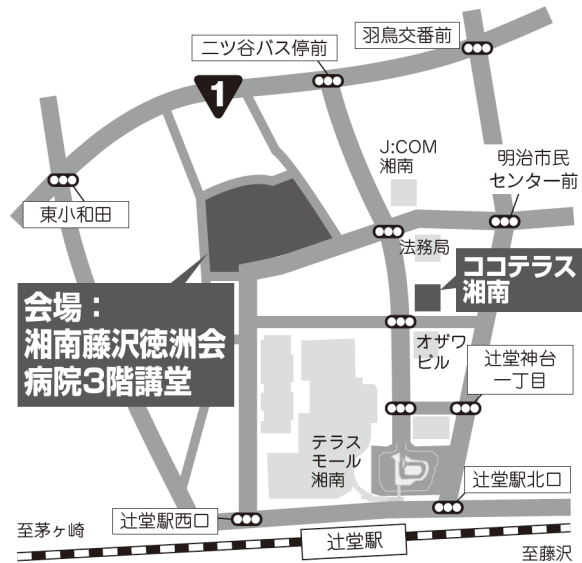 羽鳥交番前
二ツ谷バス停前
1
J:COM
湘南
明治市民
センター前
東小和田
法務局
ココテラス
湘南
会場：
湘南藤沢徳洲会
病院3階講堂
オザワ
ビル
辻堂神台
一丁目
テラス
モール
湘南
辻堂駅北口
辻堂駅西口
至茅ヶ崎
辻堂駅
至藤沢